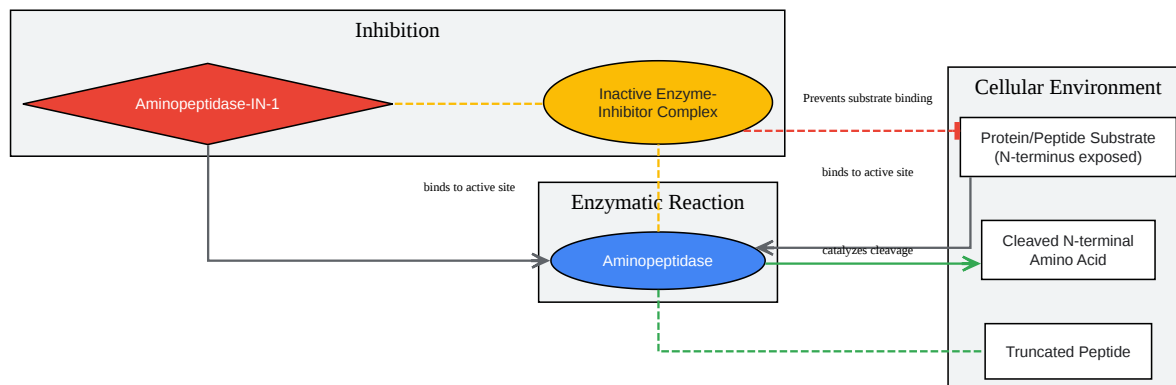 Inhibition
Aminopeptidase-IN-1
Inactive Enzyme-
Inhibitor Complex
Prevents substrate binding
Cellular Environment
Protein/Peptide Substrate
(N-terminus exposed)
binds to active site
binds to active site
Enzymatic Reaction
Aminopeptidase
catalyzes cleavage
Cleaved N-terminal
Amino Acid
Truncated Peptide